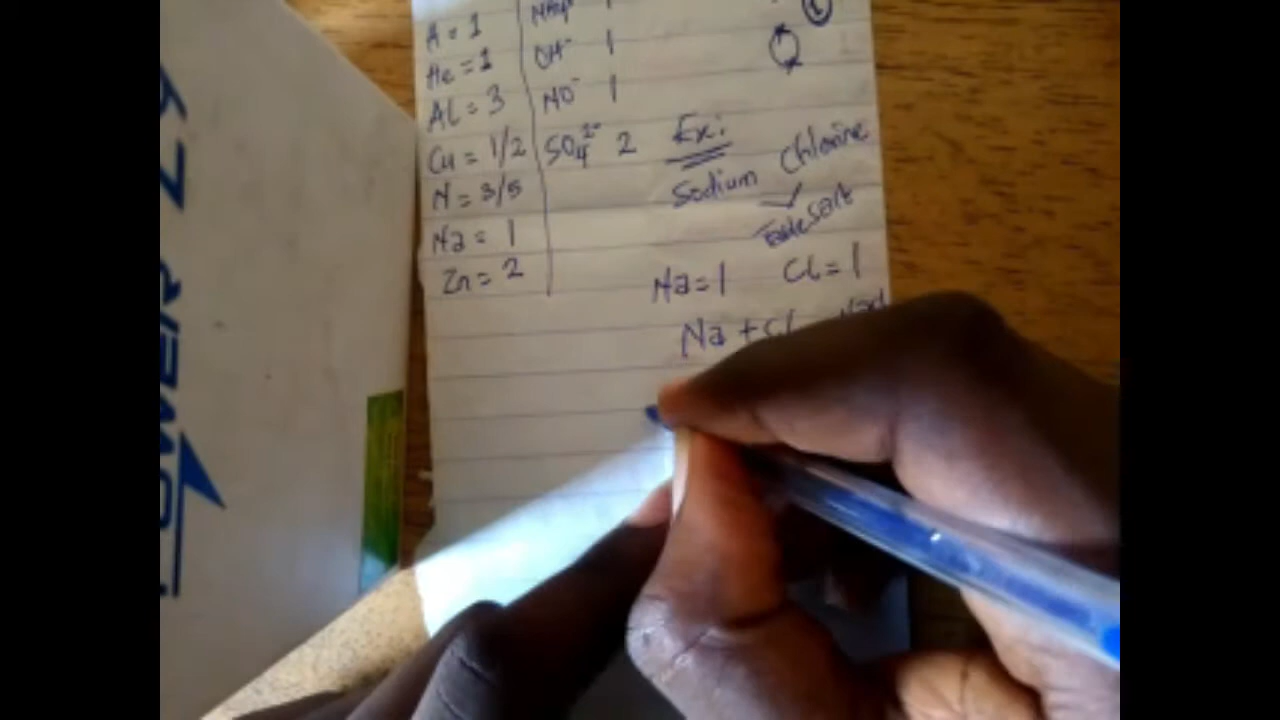 H = 1
He = 1
Al = 3
Cu = 1/2
N = 3/5
Na = 1
Zn = 2
OH⁻ 1
NO⁻ 1
SO₄²⁻ 2
Ex:
Sodium Chlorine
Table Salt
Na = 1 Cl = 1
Na + Cl